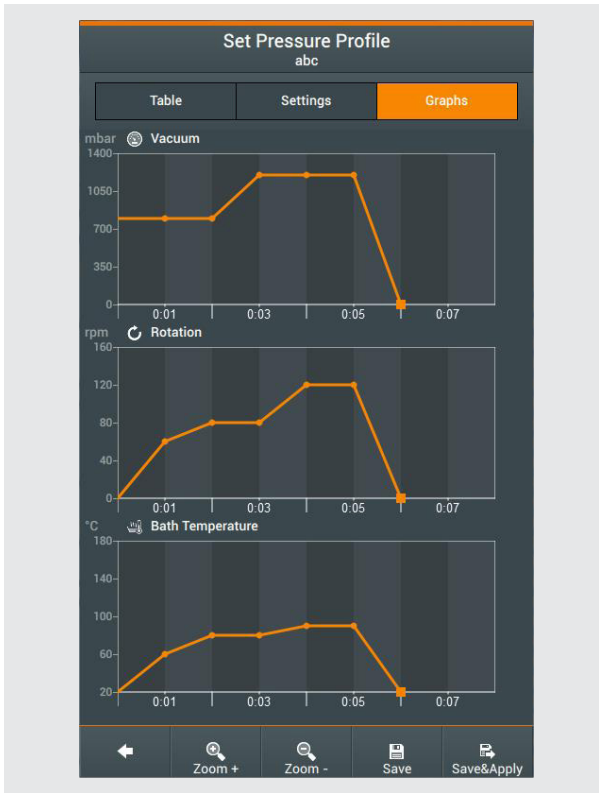 Set Pressure Profile
abc
Table Settings Graphs
mbar Vacuum
1400
1050
700
350
0
0:01 0:03 0:05 0:07
rpm Rotation
160
120
80
40
0
0:01 0:03 0:05 0:07
°C Bath Temperature
180
140
100
60
20
0:01 0:03 0:05 0:07
Zoom + Zoom - Save Save&Apply